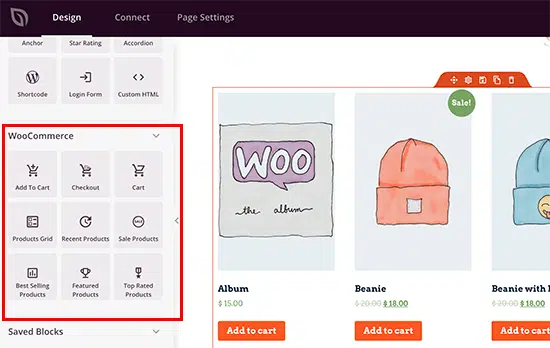 Design Connect Page Settings
Anchor Star Rating Accordion
Shortcode Login Form Custom HTML
WooCommerce
Add To Cart Checkout Cart
Products Grid Recent Products Sale Products
SALE
Best Selling Products Featured Products Top Rated Products
Saved Blocks
Sale!
WOO
the album
Album Beanie Beanie with
$ 15.00 $ 20.00 $ 18.00 $ 20.00 $ 18.00
Add to cart Add to cart Add to cart